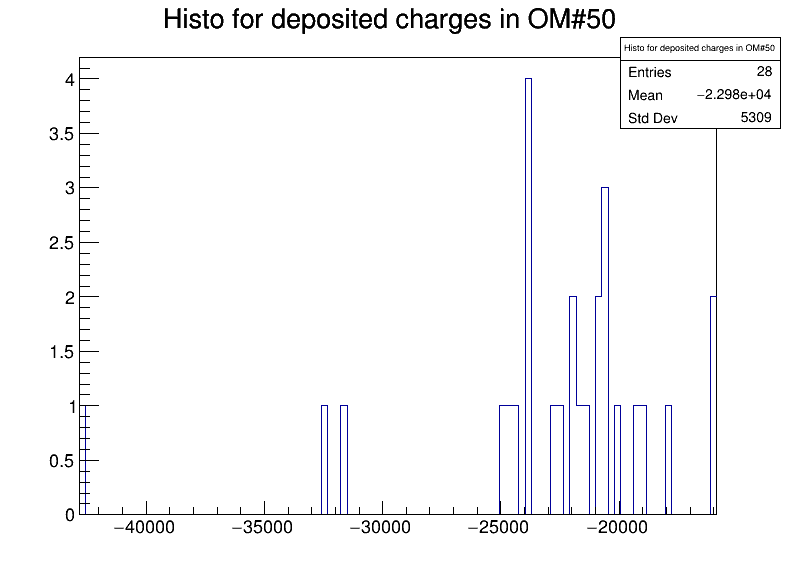 Histo for deposited charges in OM#50
Histo for deposited charges in OM#50
Entries 28
Mean −2.298e+04
Std Dev 5309
4
3.5
3
2.5
2
1.5
1
0.5
0
−40000 −35000 −30000 −25000 −20000